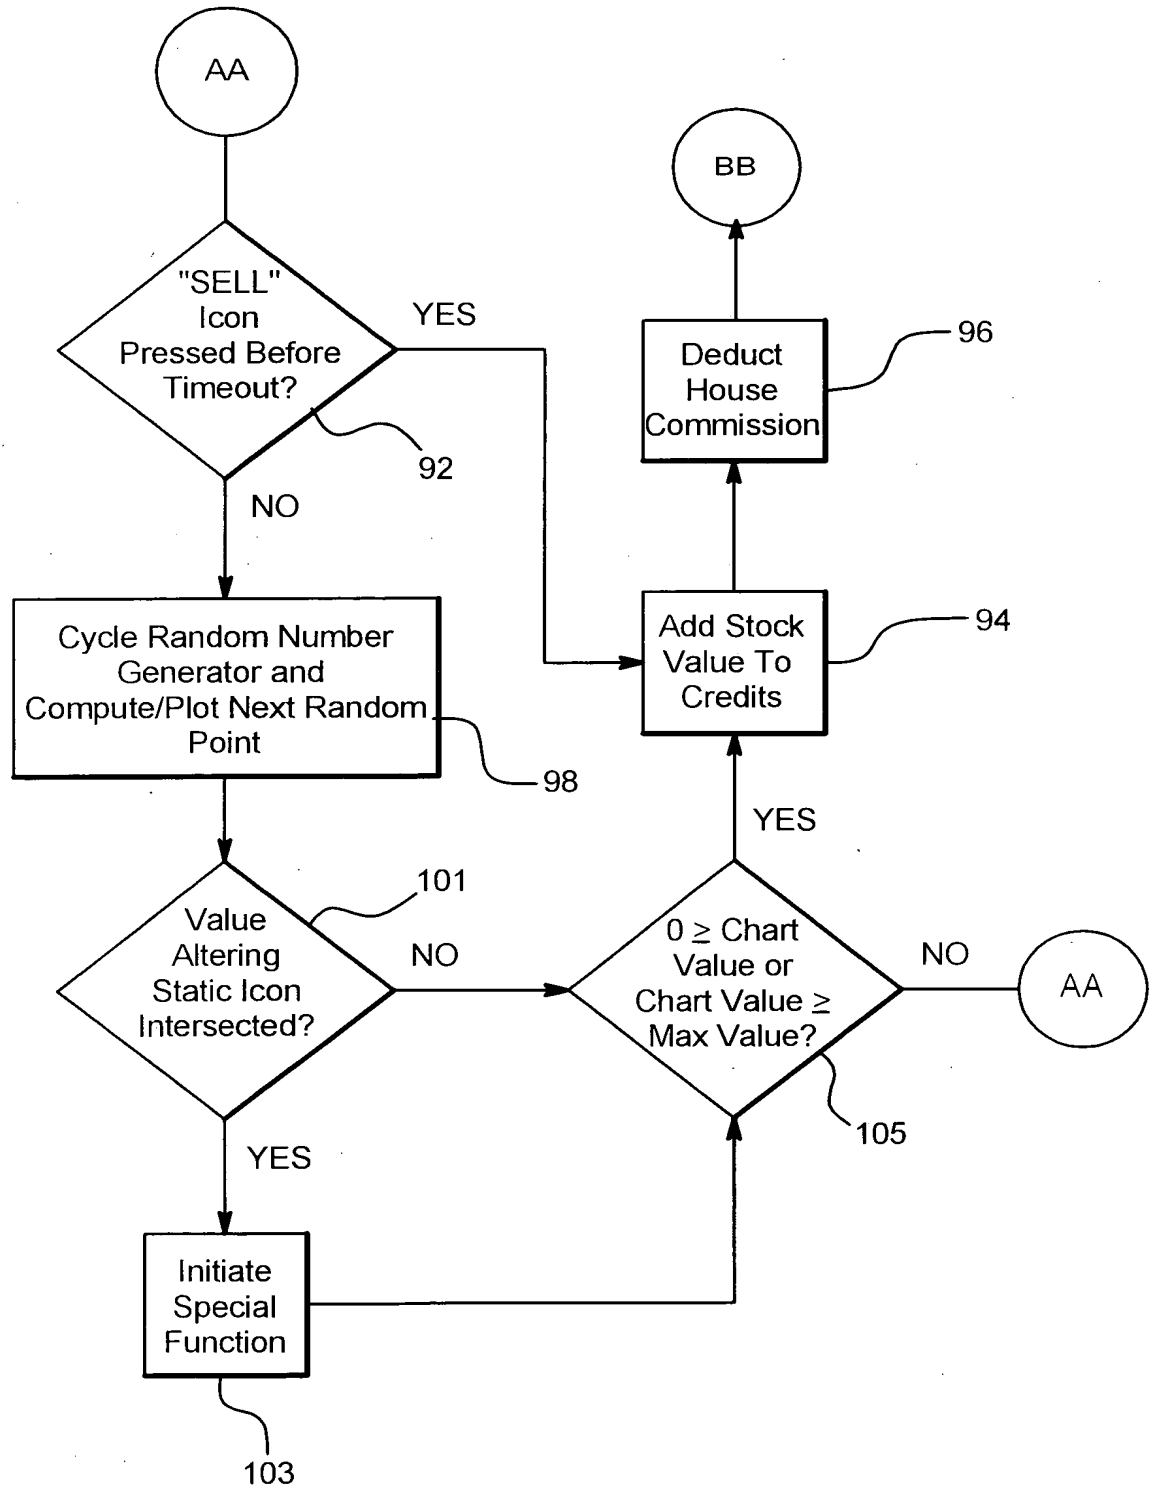 AA
"SELL"
Icon
Pressed Before
Timeout?
YES
92
NO
Cycle Random Number
Generator and
Compute/Plot Next Random
Point
98
Value
Altering
Static Icon
Intersected?
101
NO
YES
Initiate
Special
Function
103
BB
Deduct
House
Commission
96
Add Stock
Value To
Credits
94
YES
0 ≥ Chart
Value or
Chart Value ≥
Max Value?
105
NO
AA